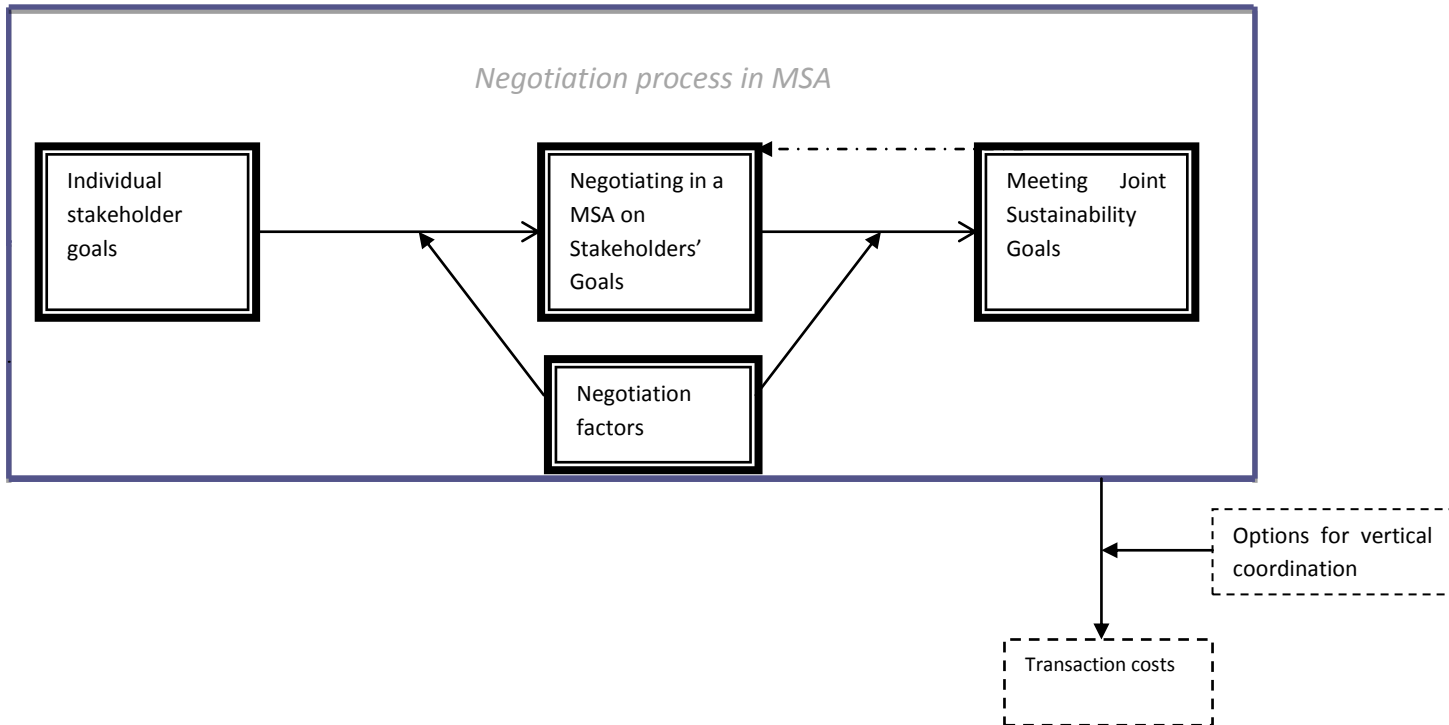 Negotiation process in MSA
Individual
stakeholder
goals
Negotiating in a
MSA on
Stakeholders’
Goals
Meeting Joint
Sustainability
Goals
Negotiation
factors
Options for vertical
coordination
Transaction costs